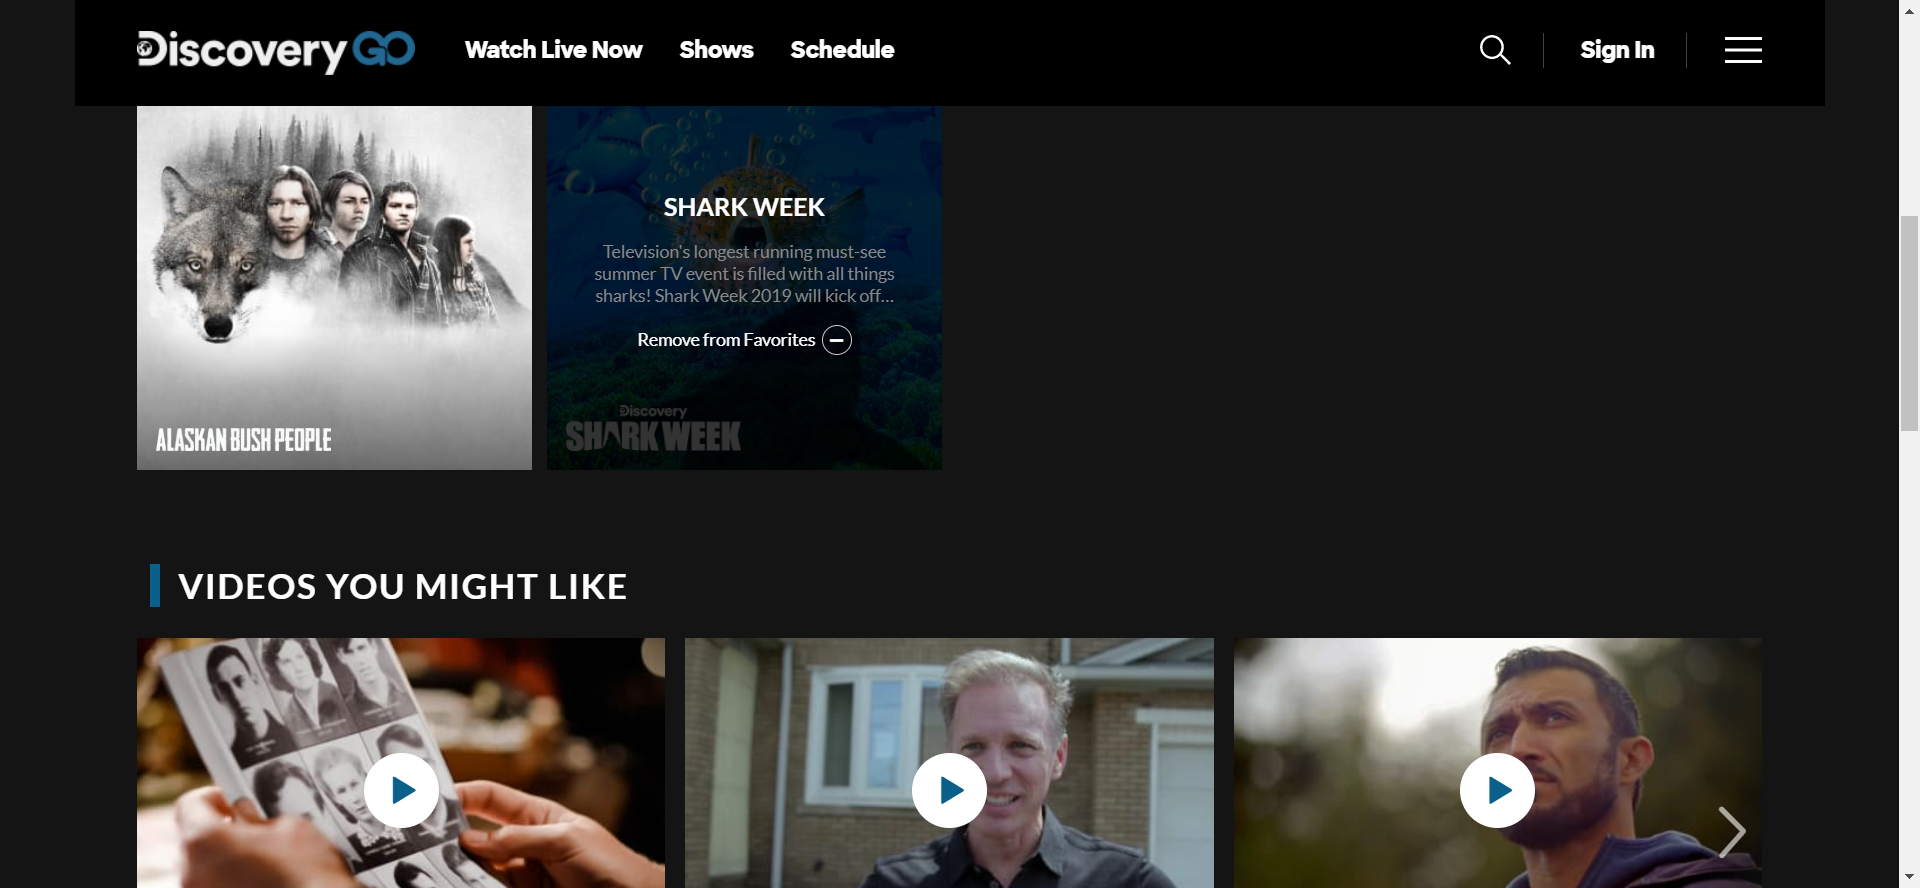 Discovery GO
Watch Live Now
Shows
Schedule
Sign In
ALASKAN BUSH PEOPLE
SHARK WEEK
Television's longest running must-see
summer TV event is filled with all things
sharks! Shark Week 2019 will kick off...
Remove from Favorites
Discovery
SHARK WEEK
VIDEOS YOU MIGHT LIKE